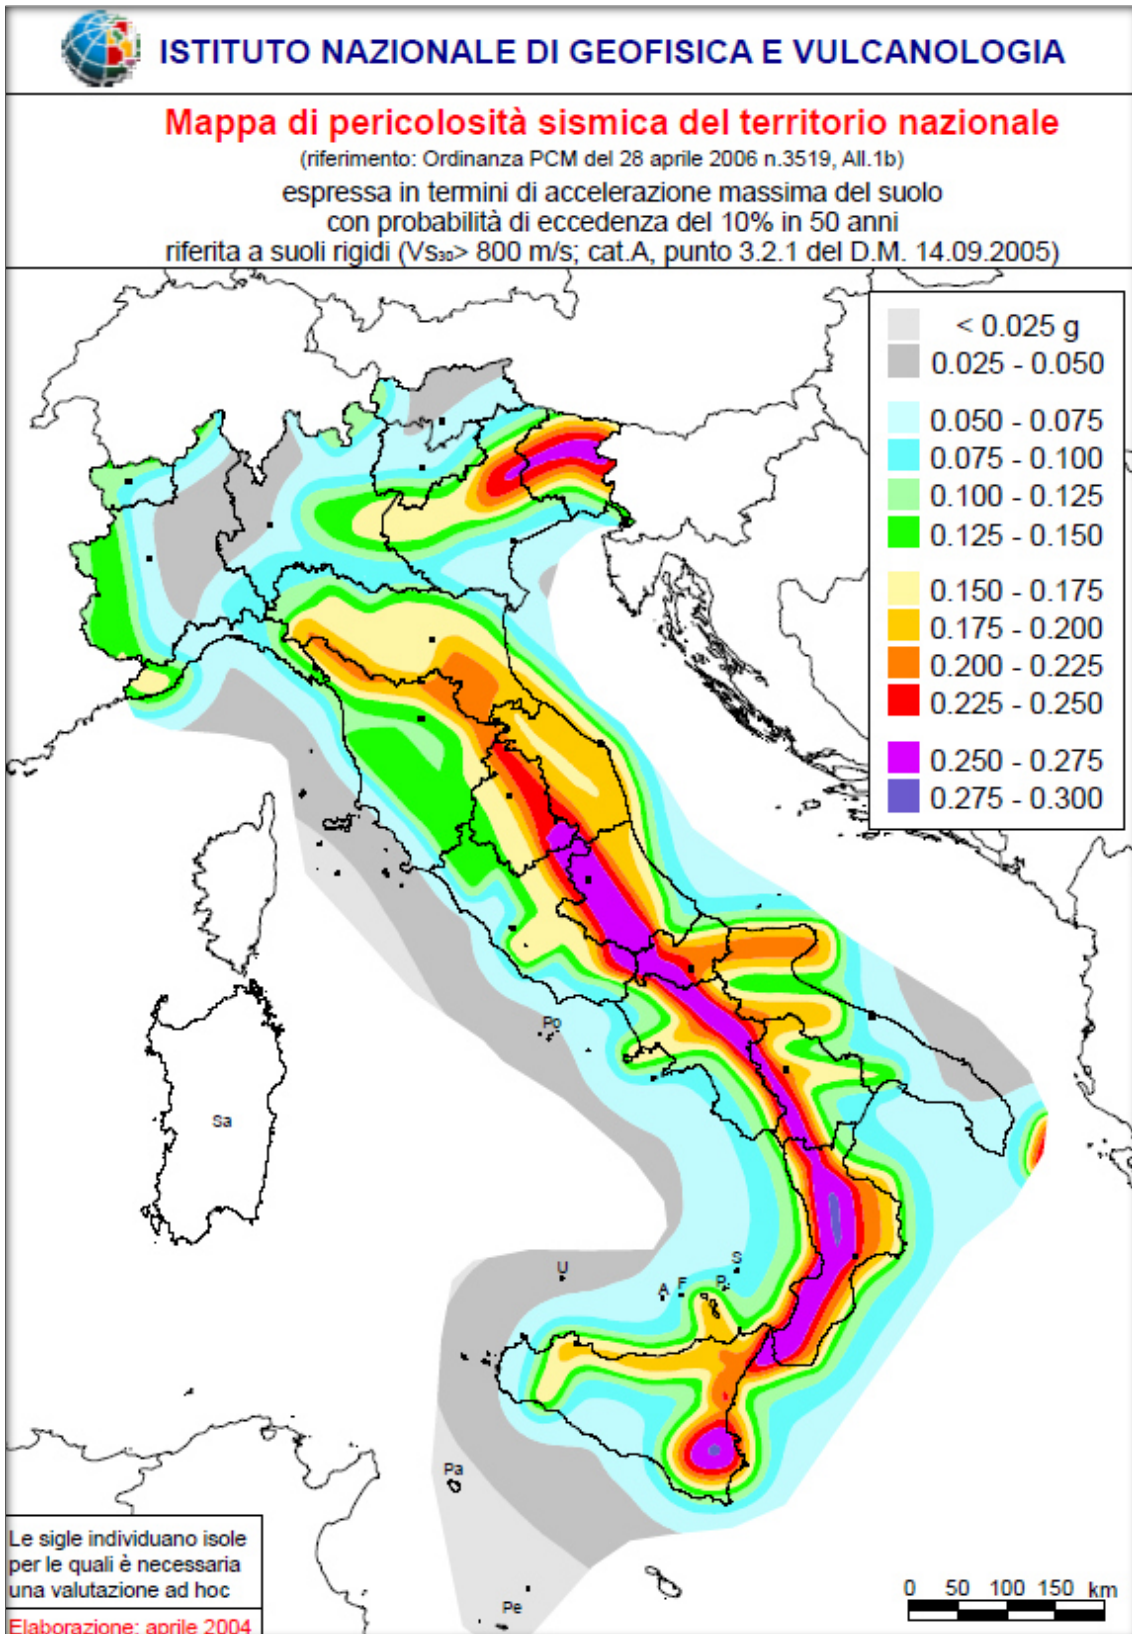 ISTITUTO NAZIONALE DI GEOFISICA E VULCANOLOGIA
Mappa di pericolosità sismica del territorio nazionale
(riferimento: Ordinanza PCM del 28 aprile 2006 n.3519, All.1b)
espressa in termini di accelerazione massima del suolo
con probabilità di eccedenza del 10% in 50 anni
riferita a suoli rigidi (Vs30> 800 m/s; cat.A, punto 3.2.1 del D.M. 14.09.2005)
< 0.025 g
0.025 - 0.050
0.050 - 0.075
0.075 - 0.100
0.100 - 0.125
0.125 - 0.150
0.150 - 0.175
0.175 - 0.200
0.200 - 0.225
0.225 - 0.250
0.250 - 0.275
0.275 - 0.300
Po
Sa
U
A
F
P
S
Pa
Pe
Le sigle individuano isole
per le quali è necessaria
una valutazione ad hoc
Elaborazione: aprile 2004
0 50 100 150 km